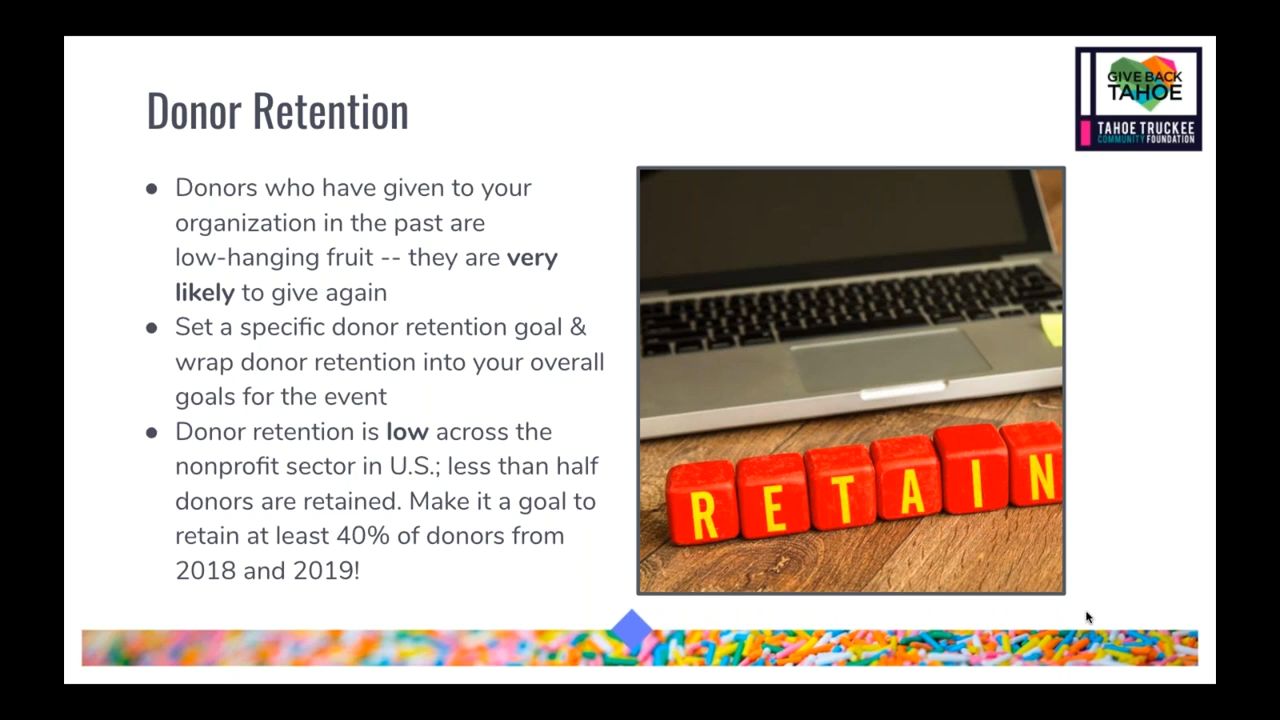 Donor Retention
GIVE BACK
TAHOE
TAHOE TRUCKEE
COMMUNITY FOUNDATION
● Donors who have given to your
organization in the past are
low-hanging fruit -- they are very
likely to give again
● Set a specific donor retention goal &
wrap donor retention into your overall
goals for the event
● Donor retention is low across the
nonprofit sector in U.S.; less than half
donors are retained. Make it a goal to
retain at least 40% of donors from
2018 and 2019!
RETAIN